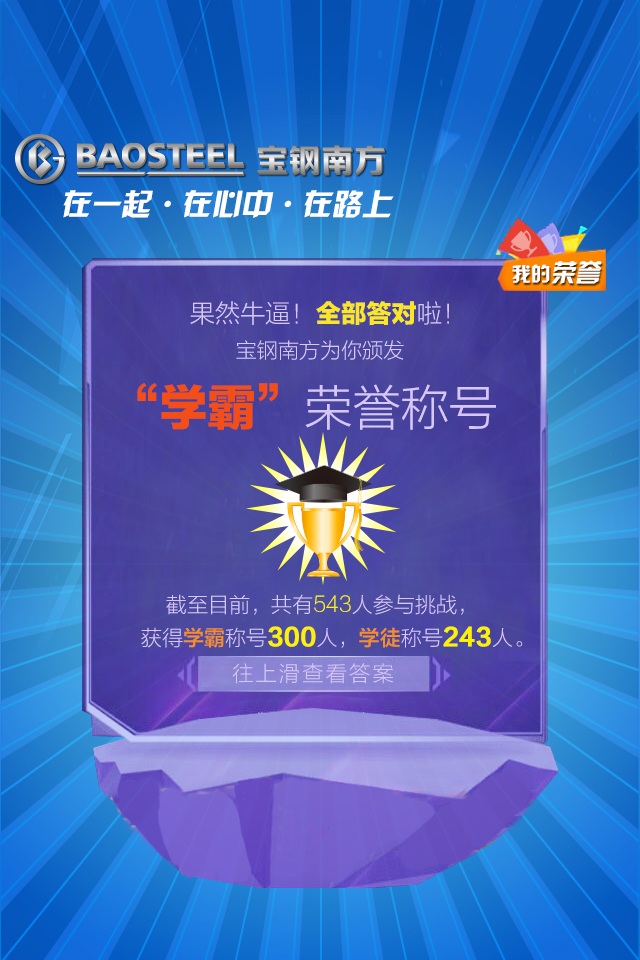 BAOSTEEL 宝钢南方
在一起·在心中·在路上
我的荣誉
果然牛逼！全部答对啦！
宝钢南方为你颁发
“学霸”荣誉称号
截至目前，共有543人参与挑战，
获得学霸称号300人，学徒称号243人。
往上滑查看答案